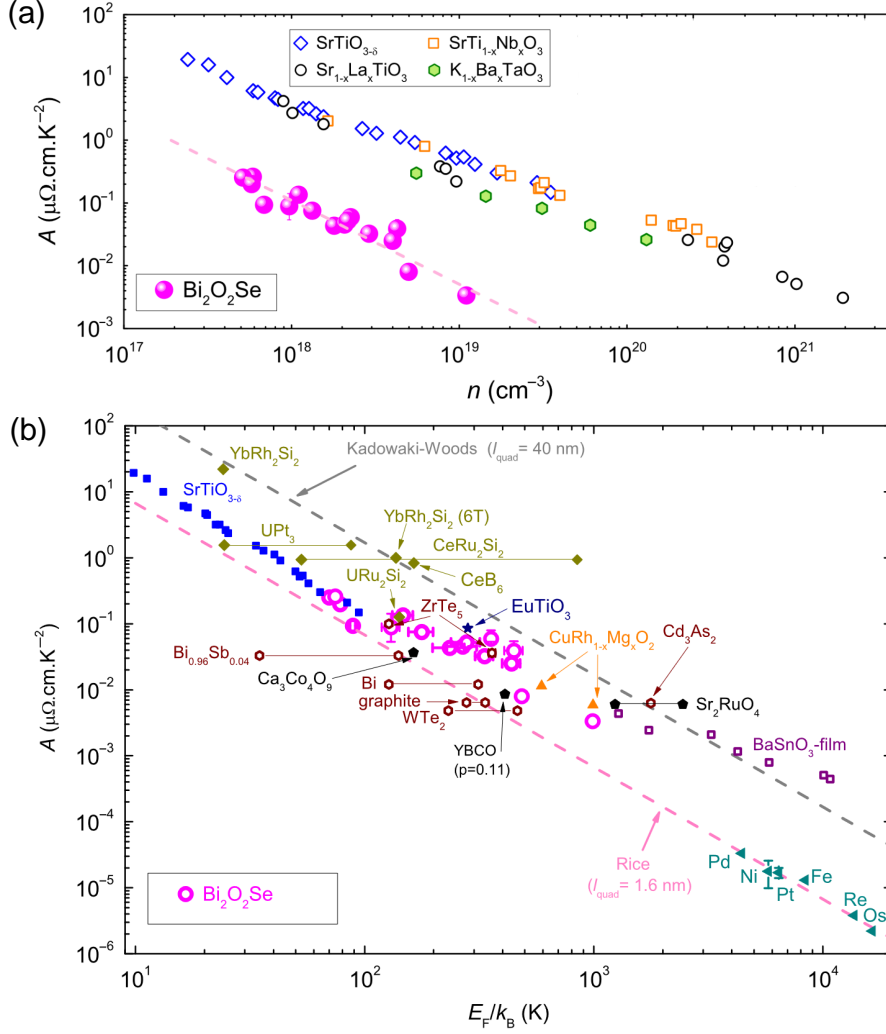 (a)
10²
10¹
10⁰
10⁻¹
10⁻²
10⁻³
A (μΩ.cm.K⁻²)
SrTiO₃₋δ
SrTi₁₋ₓNbₓO₃
Sr₁₋ₓLaₓTiO₃
K₁₋ₓBaₓTaO₃
Bi₂O₂Se
10¹⁷
10¹⁸
10¹⁹
10²⁰
10²¹
n (cm⁻³)
(b)
10²
10¹
10⁰
10⁻¹
10⁻²
10⁻³
10⁻⁴
10⁻⁵
10⁻⁶
A (μΩ.cm.K⁻²)
YbRh₂Si₂
Kadowaki-Woods (l_quad = 40 nm)
SrTiO₃₋δ
YbRh₂Si₂ (6T)
UPt₃
CeRu₂Si₂
URu₂Si₂
CeB₆
ZrTe₅
EuTiO₃
CuRh₁₋ₓMgₓO₂
Cd₃As₂
Bi₀.₉₆Sb₀.₀₄
Ca₃Co₄O₉
Bi
graphite
WTe₂
Sr₂RuO₄
YBCO
(p=0.11)
BaSnO₃-film
Rice
(l_quad = 1.6 nm)
Pd
Ni
Pt
Fe
Re
Os
Bi₂O₂Se
10¹
10²
10³
10⁴
E_F/k_B (K)